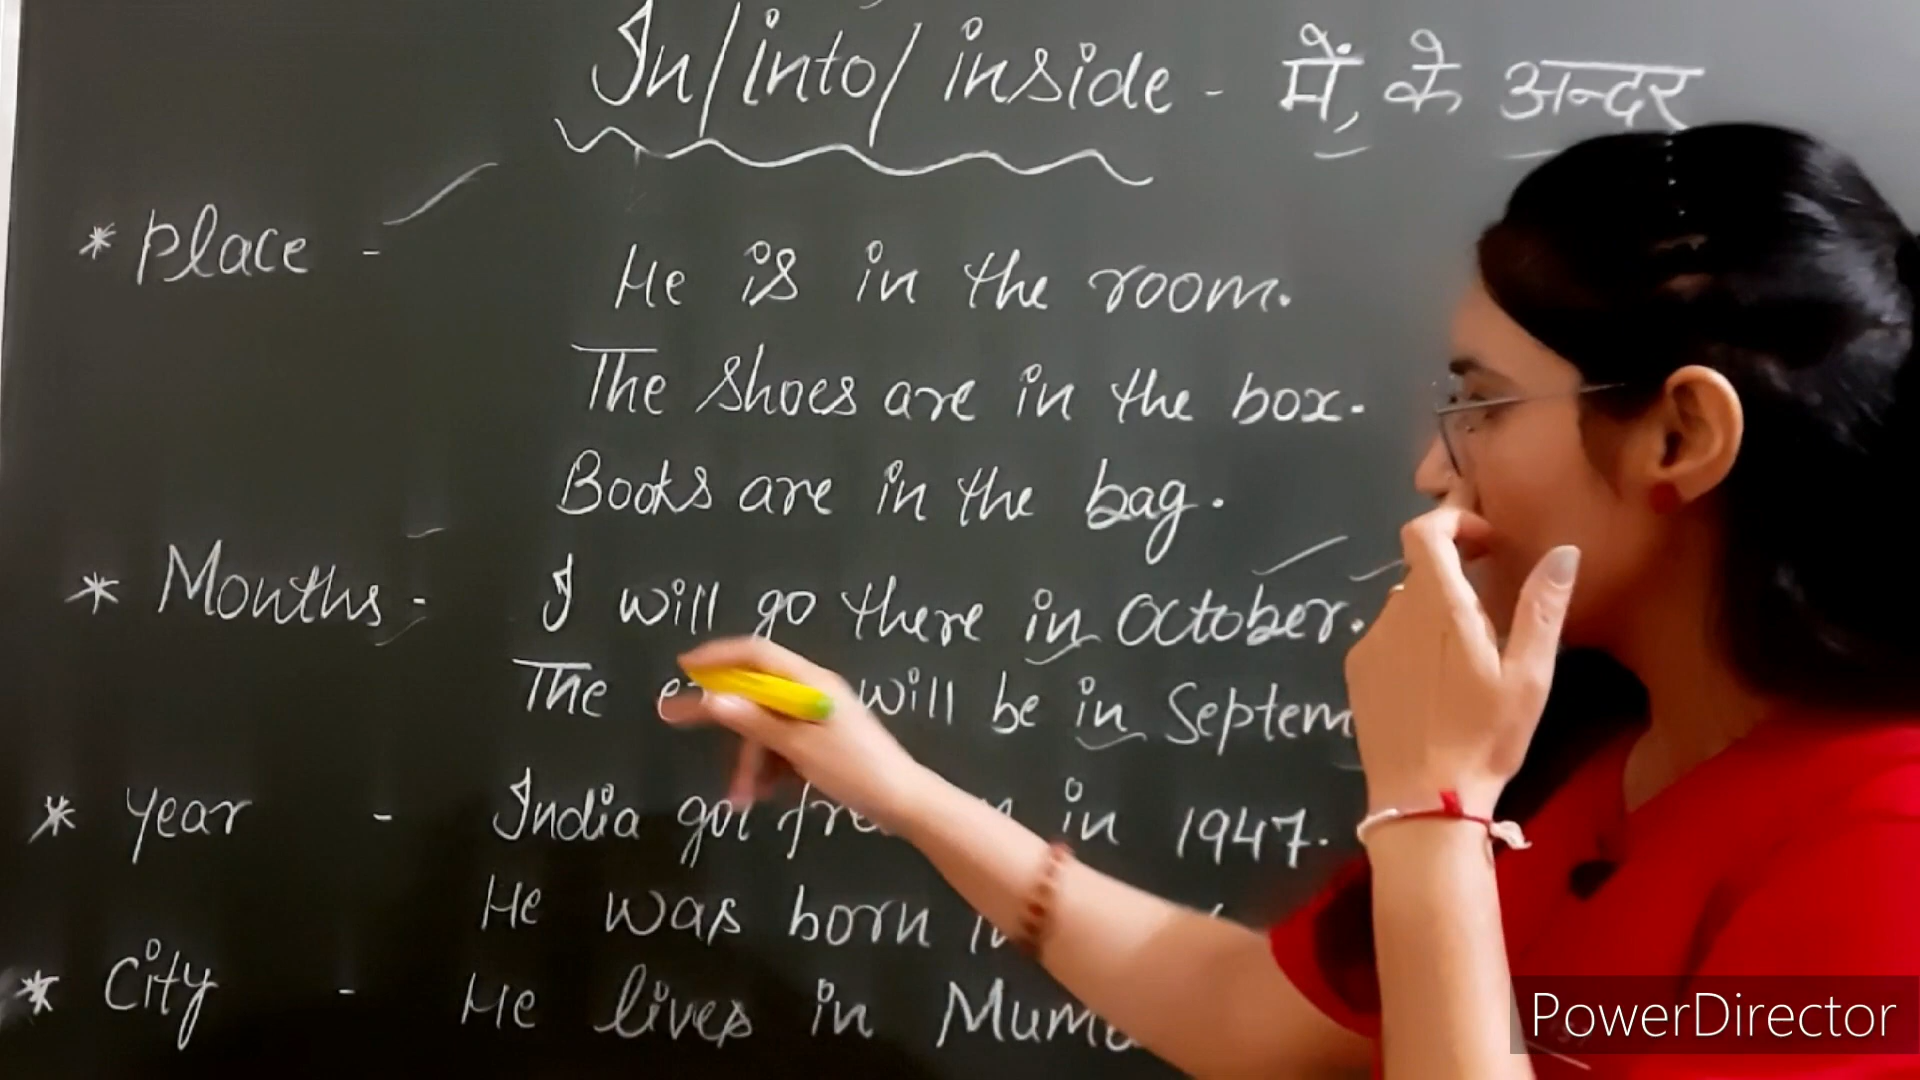 In/into/ inside - में, के अन्दर
* place -
He is in the room.
The shoes are in the box.
Books are in the bag.
* Months - I will go there in October.
The will be in Septem
* year - India got in 1947.
He was born
* City - He lives in Mum
PowerDirector